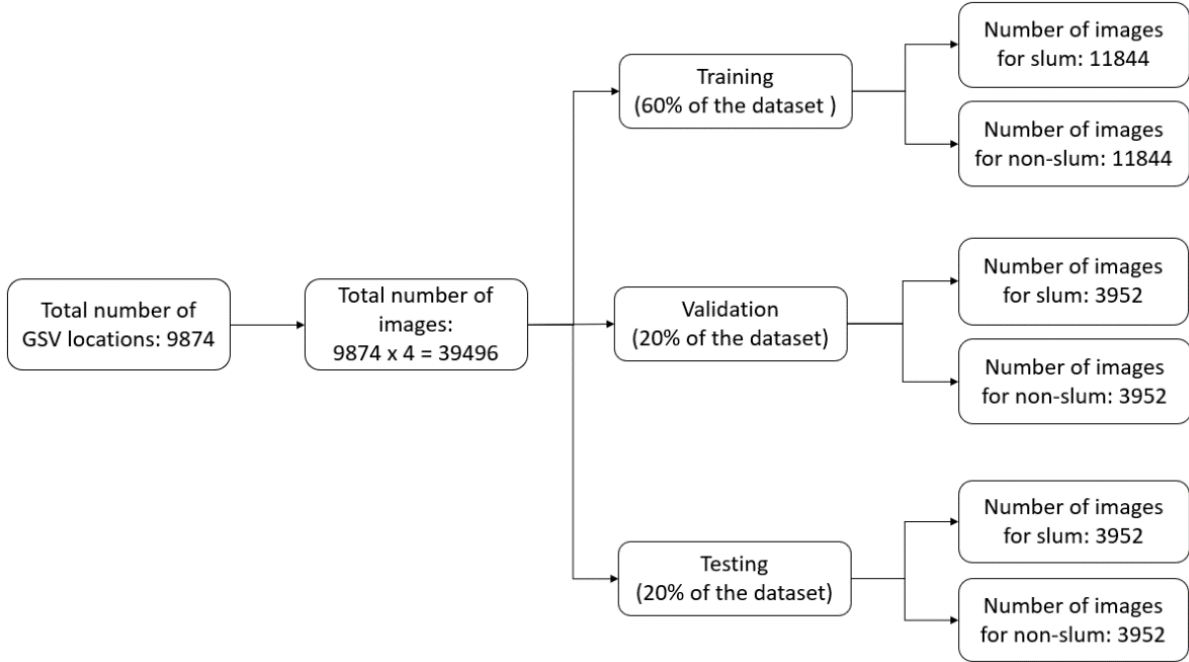 Total number of
GSV locations: 9874
Total number of
images:
9874 x 4 = 39496
Training
(60% of the dataset )
Number of images
for slum: 11844
Number of images
for non-slum: 11844
Validation
(20% of the dataset)
Number of images
for slum: 3952
Number of images
for non-slum: 3952
Testing
(20% of the dataset)
Number of images
for slum: 3952
Number of images
for non-slum: 3952